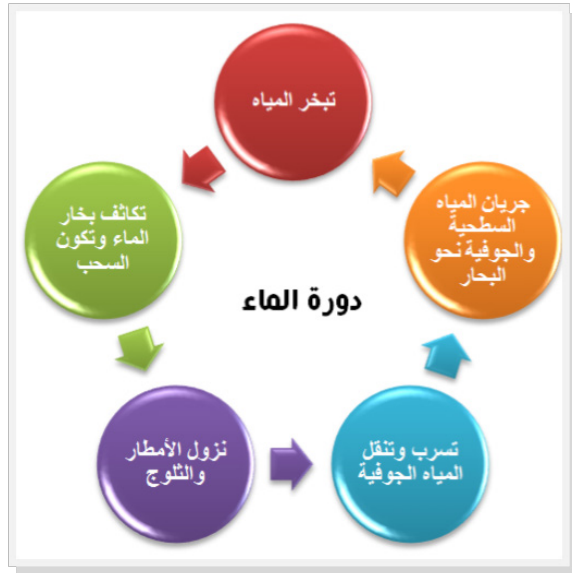 تبخر المياه
تكاثف بخار
الماء وتكون
السحب
نزول الأمطار
والثلوج
تسرب وتنقل
المياه الجوفية
جريان المياه
السطحية
والجوفية نحو
البحار
دورة الماء